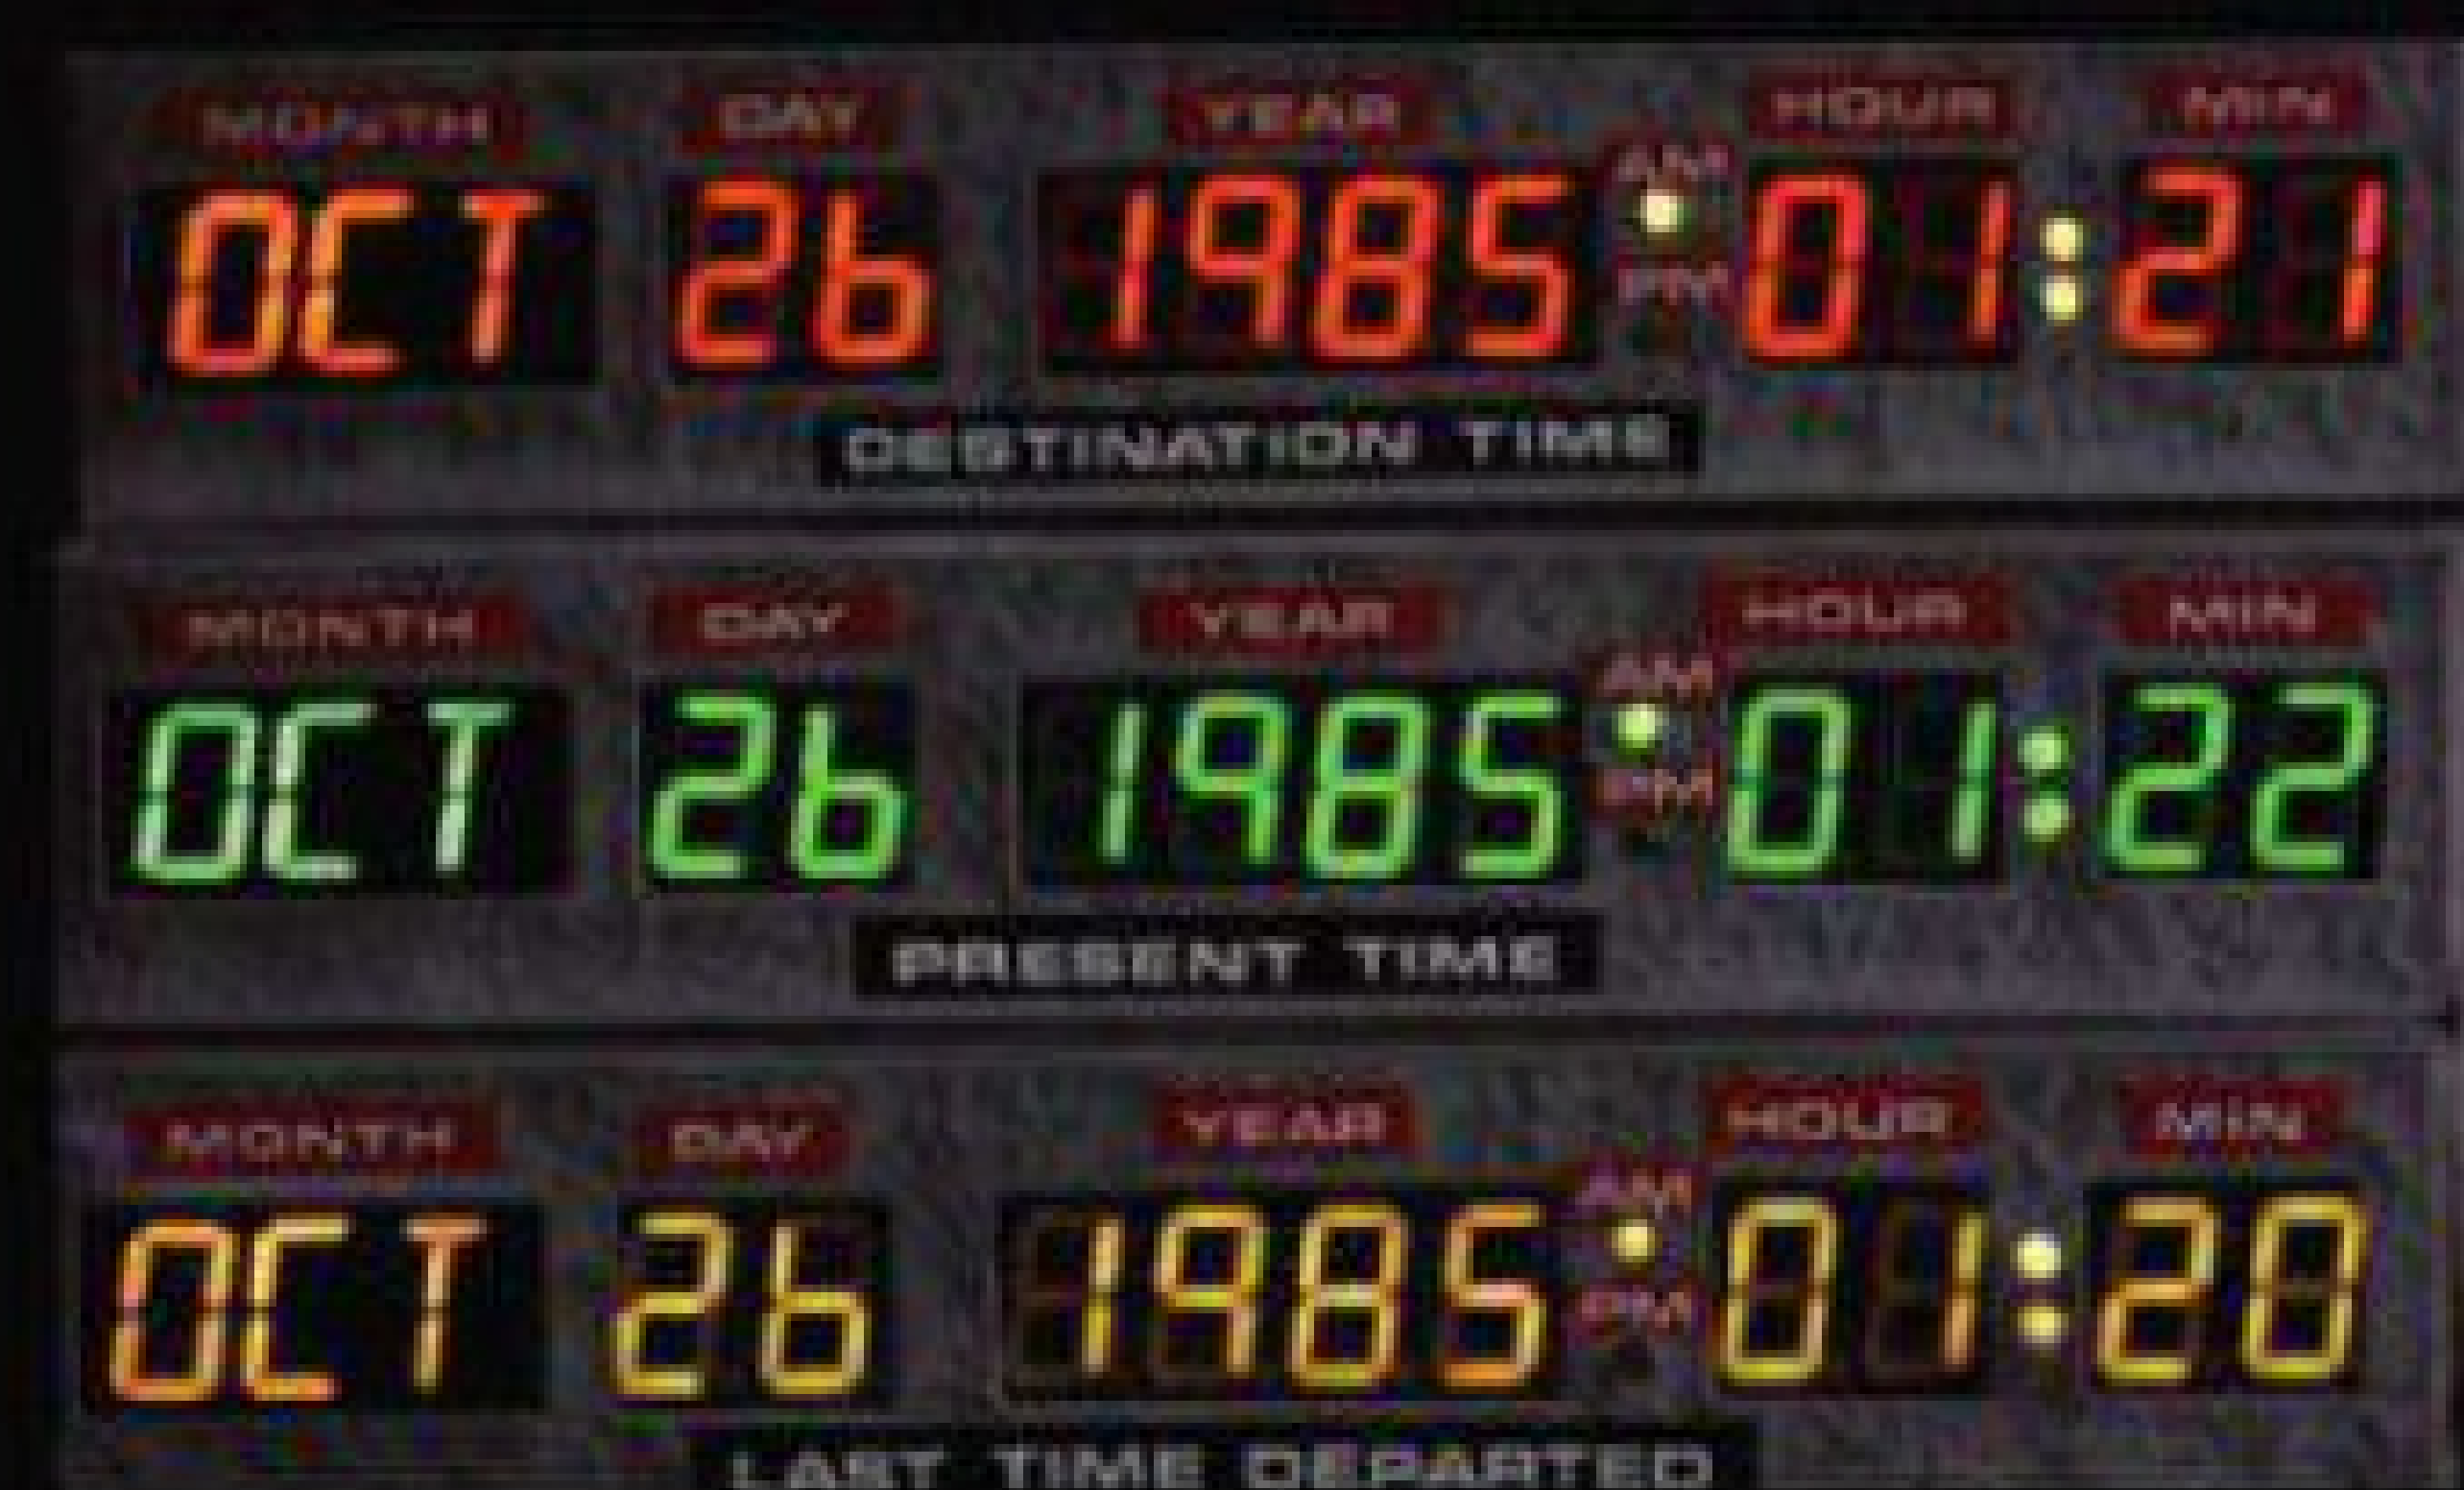 MONTH DAY YEAR HOUR MIN
OCT 26 1985 AM PM 01:21
DESTINATION TIME
MONTH DAY YEAR HOUR MIN
OCT 26 1985 AM PM 01:22
PRESENT TIME
MONTH DAY YEAR HOUR MIN
OCT 26 1985 AM PM 01:20
LAST TIME DEPARTED